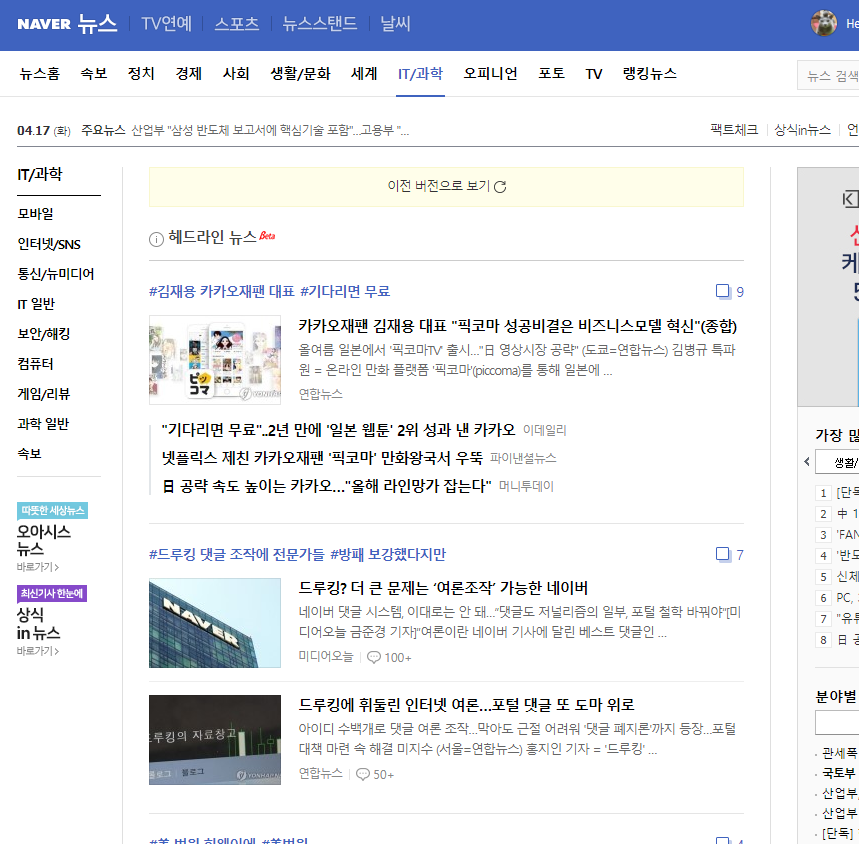 NAVER 뉴스 TV연예 스포츠 뉴스스탠드 날씨
뉴스홈 속보 정치 경제 사회 생활/문화 세계 IT/과학 오피니언 포토 TV 랭킹뉴스
뉴스 검색
04.17 (화) 주요뉴스 산업부 "삼성 반도체 보고서에 핵심기술 포함"…고용부 "…
팩트체크 상식in뉴스 언
IT/과학
모바일
인터넷/SNS
통신/뉴미디어
IT 일반
보안/해킹
컴퓨터
게임/리뷰
과학 일반
속보
따뜻한 세상뉴스
오아시스
뉴스
바로가기 >
최신기사 한눈에
상식
in 뉴스
바로가기 >
이전 버전으로 보기
헤드라인 뉴스 Beta
#김재용 카카오재팬 대표 #기다리면 무료 9
ピッコマ
카카오재팬 김재용 대표 "픽코마 성공비결은 비즈니스모델 혁신"(종합)
올여름 일본에서 '픽코마TV' 출시…"日 영상시장 공략" (도쿄=연합뉴스) 김병규 특파
원 = 온라인 만화 플랫폼 '픽코마'(piccoma)를 통해 일본에 …
연합뉴스
"기다리면 무료"..2년 만에 '일본 웹툰' 2위 성과 낸 카카오 이데일리
넷플릭스 제친 카카오재팬 '픽코마' 만화왕국서 우뚝 파이낸셜뉴스
日 공략 속도 높이는 카카오…"올해 라인망가 잡는다" 머니투데이
#드루킹 댓글 조작에 전문가들 #방패 보강했다지만 7
NAVER
드루킹? 더 큰 문제는 ‘여론조작’ 가능한 네이버
네이버 댓글 시스템, 이대로는 안 돼…“댓글도 저널리즘의 일부, 포털 철학 바꿔야”[미
디어오늘 금준경 기자]“여론이란 네이버 기사에 달린 베스트 댓글인 …
미디어오늘 100+
드루킹의 자료창고
블로그 블로그
드루킹에 휘둘린 인터넷 여론…포털 댓글 또 도마 위로
아이디 수백개로 댓글 여론 조작…막아도 근절 어려워 '댓글 폐지론'까지 등장…포털
대책 마련 속 해결 미지수 (서울=연합뉴스) 홍지인 기자 = '드루킹' …
연합뉴스 50+
가장 많
생활/
1 [단독
2 中 1
3 'FAN
4 '반도
5 신체
6 PC,
7 "유튜
8 日 공
분야별
관세폭
국토부
산업부,
산업부
[단독]